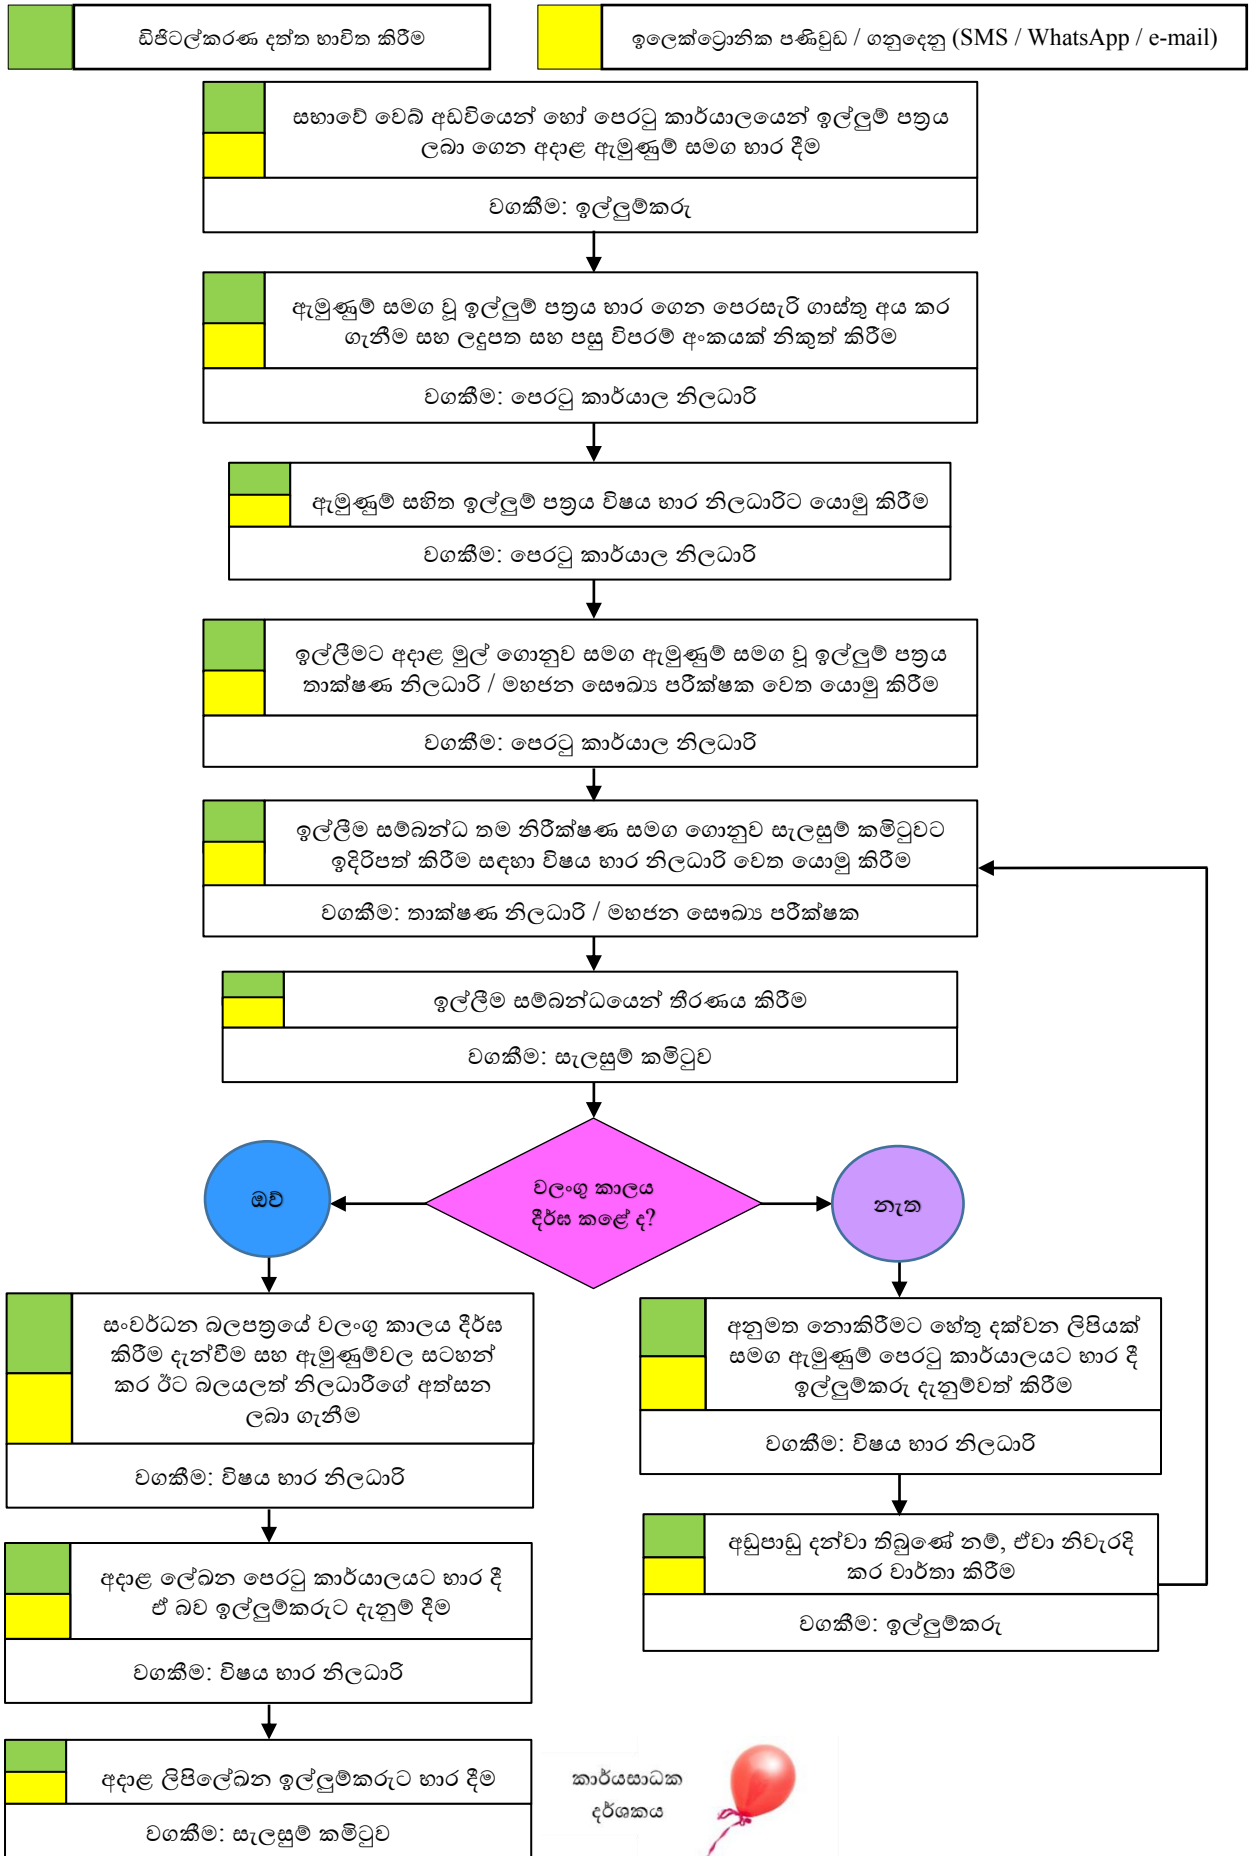 ඩිජිටල්කරණ දත්ත භාවිත කිරීම
ඉලෙක්ට්‍රොනික පණිවුඩ / ගනුදෙනු (SMS / WhatsApp / e-mail)
සභාවේ වෙබ් අඩවියෙන් හෝ පෙරටු කාර්යාලයෙන් ඉල්ලුම් පත්‍රය
ලබා ගෙන අදාළ ඇමුණුම් සමග භාර දීම
වගකීම: ඉල්ලුම්කරු
ඇමුණුම් සමග වූ ඉල්ලුම් පත්‍රය භාර ගෙන පෙරසැරි ගාස්තු අය කර
ගැනීම සහ ලදුපත සහ පසු විපරම් අංකයක් නිකුත් කිරීම
වගකීම: පෙරටු කාර්යාල නිලධාරි
ඇමුණුම් සහිත ඉල්ලුම් පත්‍රය විෂය භාර නිලධාරිට යොමු කිරීම
වගකීම: පෙරටු කාර්යාල නිලධාරි
ඉල්ලීමට අදාළ මුල් ගොනුව සමග ඇමුණුම් සමග වූ ඉල්ලුම් පත්‍රය
තාක්ෂණ නිලධාරි / මහජන සෞඛ්‍ය පරීක්ෂක වෙත යොමු කිරීම
වගකීම: පෙරටු කාර්යාල නිලධාරි
ඉල්ලීම සම්බන්ධ තම නිරීක්ෂණ සමග ගොනුව සැලසුම් කමිටුවට
ඉදිරිපත් කිරීම සඳහා විෂය භාර නිලධාරි වෙත යොමු කිරීම
වගකීම: තාක්ෂණ නිලධාරි / මහජන සෞඛ්‍ය පරීක්ෂක
ඉල්ලීම සම්බන්ධයෙන් තීරණය කිරීම
වගකීම: සැලසුම් කමිටුව
වලංගු කාලය
දීර්ඝ කළේ ද?
ඔව්
නැත
සංවර්ධන බලපත්‍රයේ වලංගු කාලය දීර්ඝ
කිරීම දැන්වීම සහ ඇමුණුම්වල සටහන්
කර ඊට බලයලත් නිලධාරීගේ අත්සන
ලබා ගැනීම
වගකීම: විෂය භාර නිලධාරි
අනුමත නොකිරීමට හේතු දක්වන ලිපියක්
සමග ඇමුණුම් පෙරටු කාර්යාලයට භාර දී
ඉල්ලුම්කරු දැනුම්වත් කිරීම
වගකීම: විෂය භාර නිලධාරි
අඩුපාඩු දන්වා තිබුණේ නම්, ඒවා නිවැරදි
කර වාර්තා කිරීම
වගකීම: ඉල්ලුම්කරු
අදාළ ලේඛන පෙරටු කාර්යාලයට භාර දී
ඒ බව ඉල්ලුම්කරුට දැනුම් දීම
වගකීම: විෂය භාර නිලධාරි
අදාළ ලිපිලේඛන ඉල්ලුම්කරුට භාර දීම
වගකීම: සැලසුම් කමිටුව
කාර්යසාධක
දර්ශකය